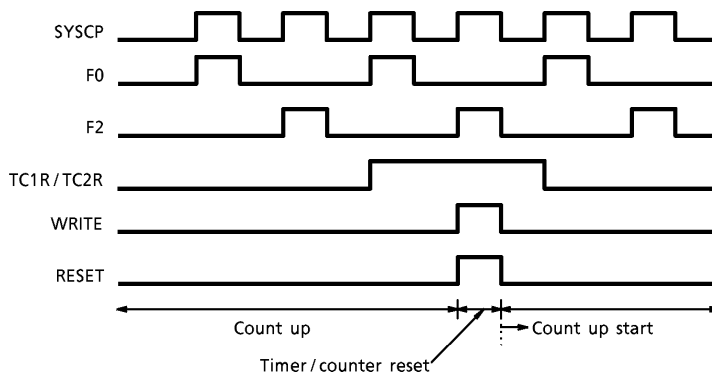 SYSCP
F0
F2
TC1R / TC2R
WRITE
RESET
Count up
Count up start
Timer / counter reset